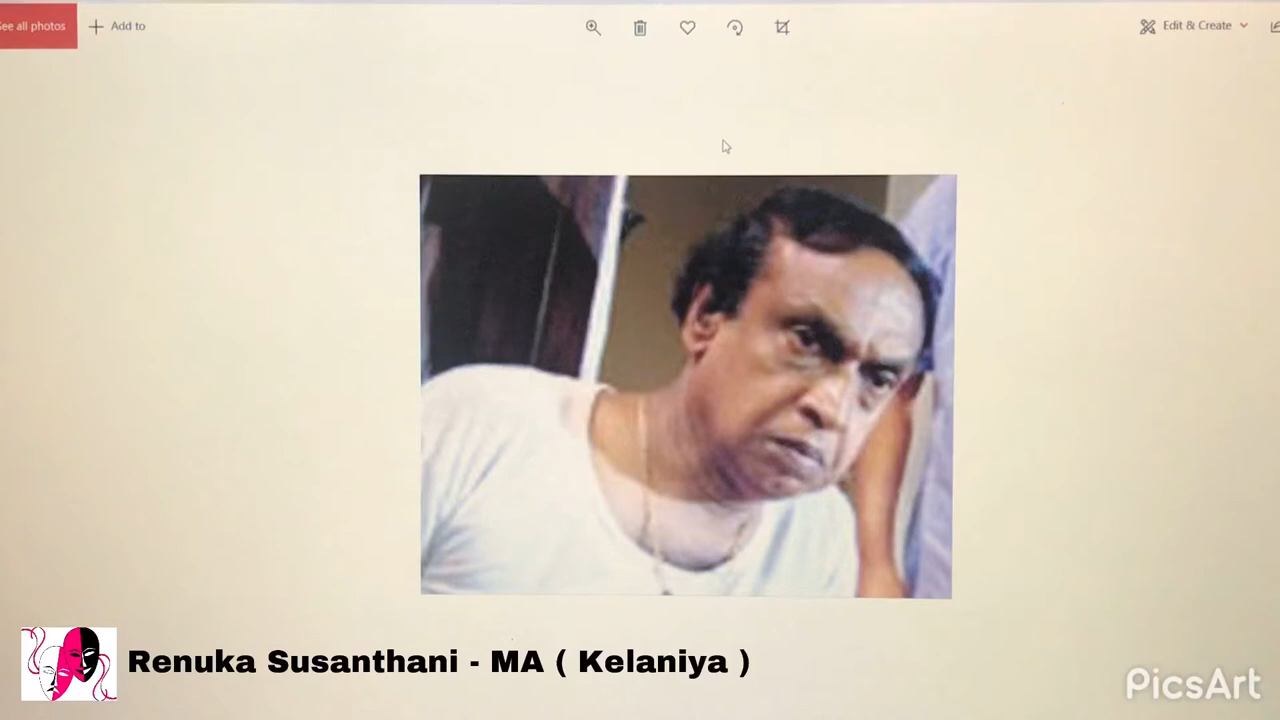 See all photos
Add to
Edit & Create
Renuka Susanthani - MA ( Kelaniya )
PicsArt